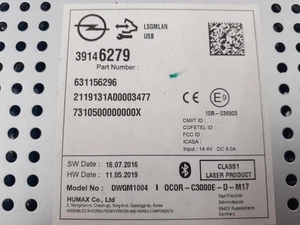 LSGMLAN
USB
39146279
Part Number :
631156296
2119131A00003477
7310500000000X
CE E9
10R-036803
CMIIT ID :
COFETEL ID :
FCC ID :
ICASA :
Input : 14.4V DC 8.0A
SW Date : 16.07.2016
HW Date : 11.05.2019
CLASS1
LASER PRODUCT
Model No.: DWGM1004 I OCOR-C3000E-D-M17
HUMAX Co., Ltd